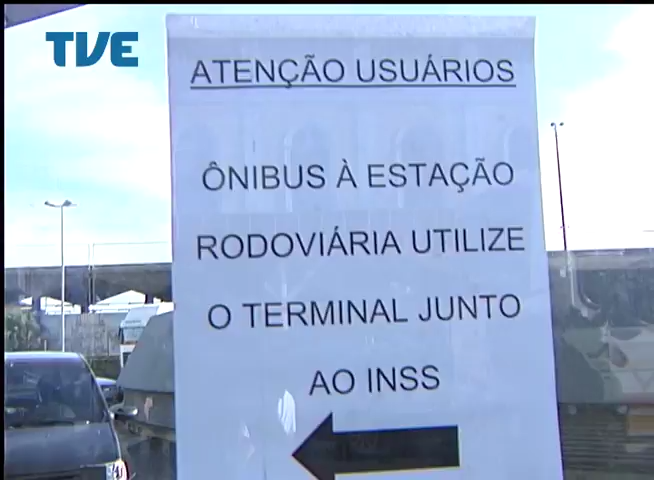 TVE
ATENÇÃO USUÁRIOS
ÔNIBUS À ESTAÇÃO
RODOVIÁRIA UTILIZE
O TERMINAL JUNTO
AO INSS